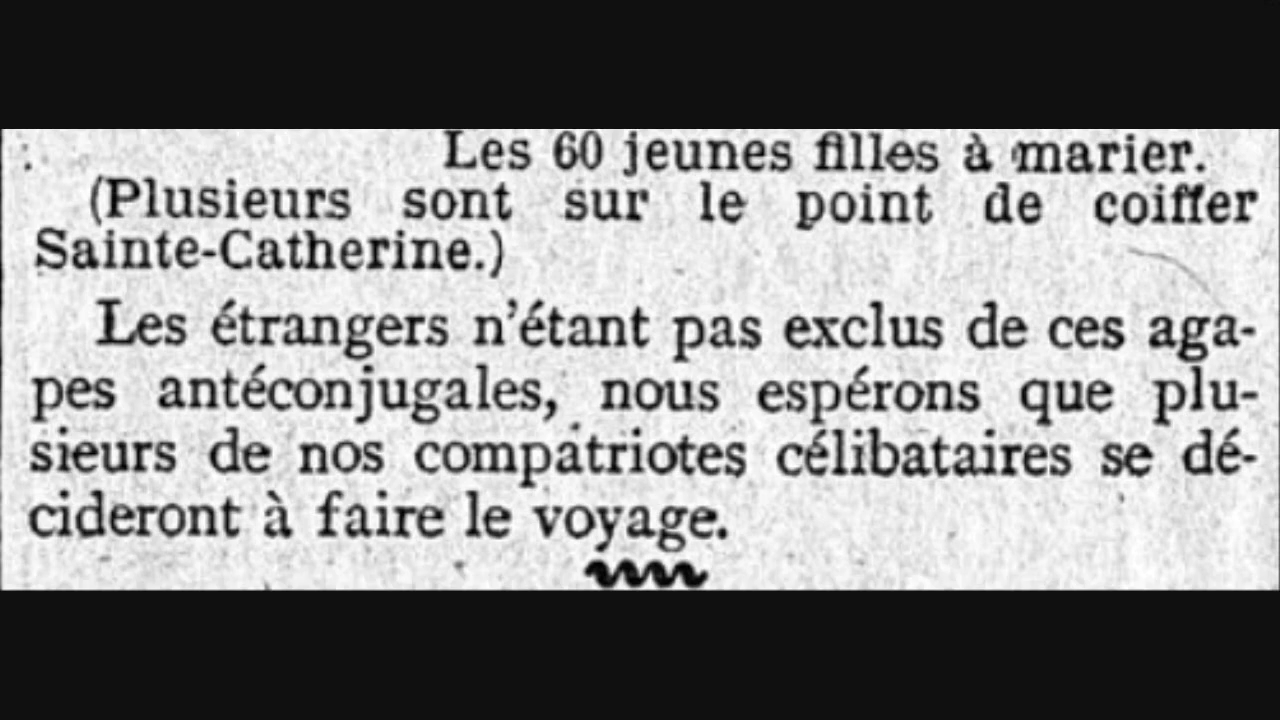 Les 60 jeunes filles à marier.
(Plusieurs sont sur le point de coiffer
Sainte-Catherine.)
Les étrangers n'étant pas exclus de ces aga-
pes antéconjugales, nous espérons que plu-
sieurs de nos compatriotes célibataires se dé-
cideront à faire le voyage.